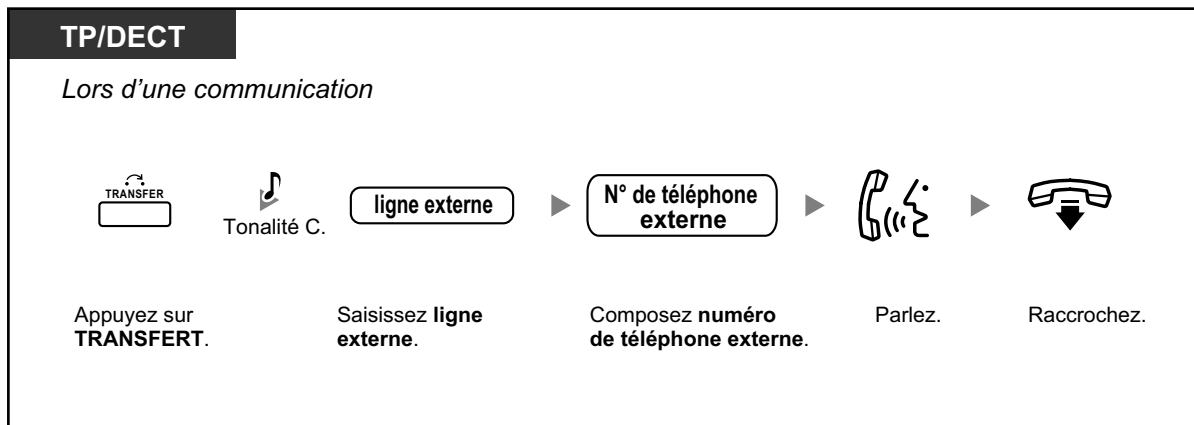 TP/DECT
Lors d’une communication
TRANSFER
Tonalité C.
ligne externe
N° de téléphone
externe
Appuyez sur
TRANSFERT.
Saisissez ligne
externe.
Composez numéro
de téléphone externe.
Parlez.
Raccrochez.